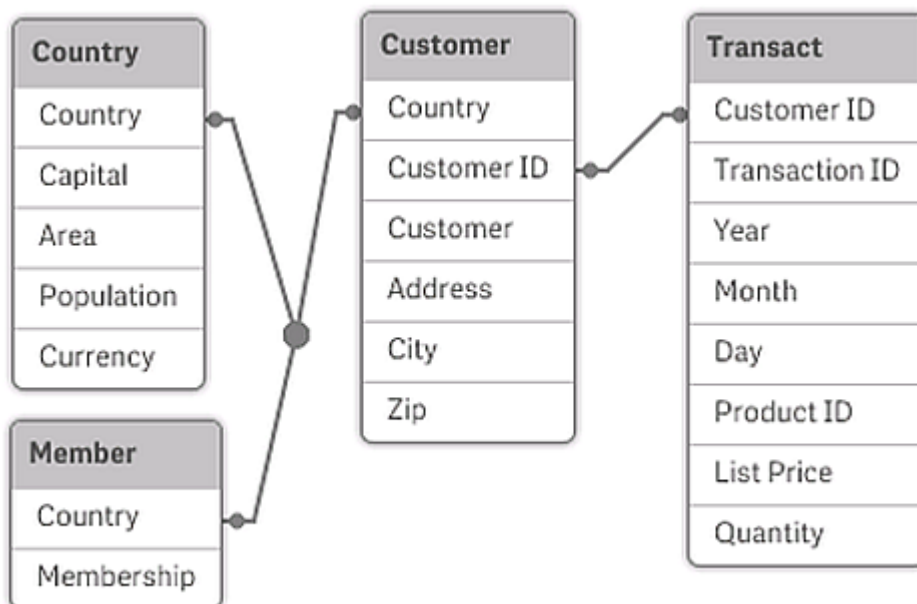 Country
Country
Capital
Area
Population
Currency
Member
Country
Membership
Customer
Country
Customer ID
Customer
Address
City
Zip
Transact
Customer ID
Transaction ID
Year
Month
Day
Product ID
List Price
Quantity